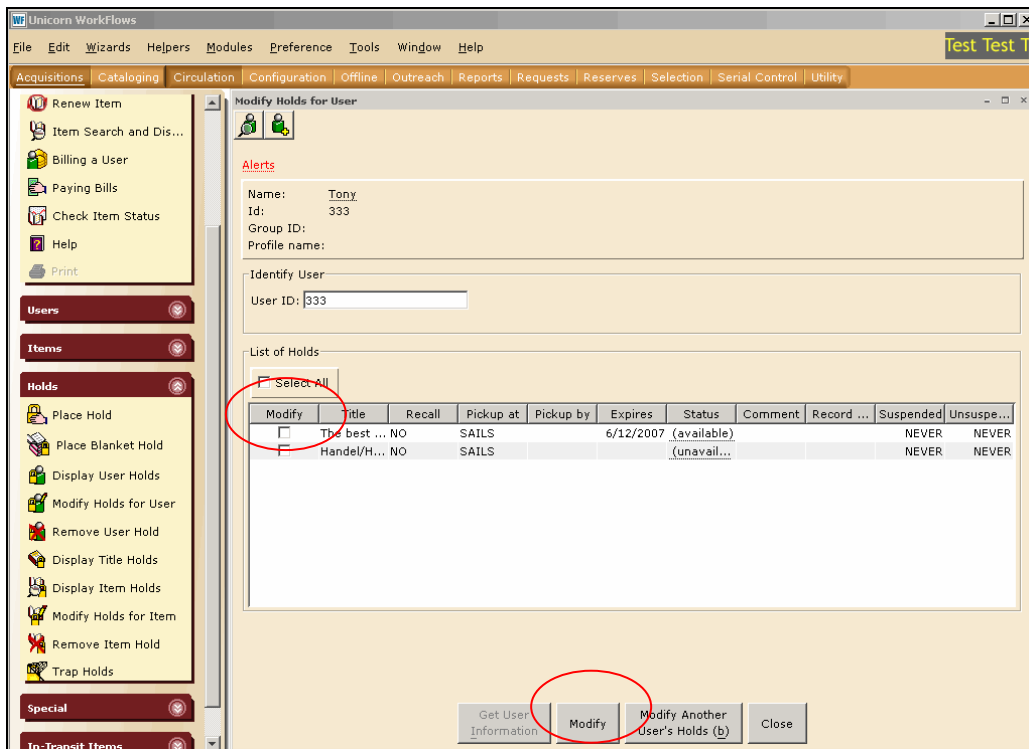 WF Unicorn WorkFlows
File Edit Wizards Helpers Modules Preference Tools Window Help
Test Test T
Acquisitions Cataloging Circulation Configuration Offline Outreach Reports Requests Reserves Selection Serial Control Utility
Renew Item
Item Search and Dis...
Billing a User
Paying Bills
Check Item Status
Help
Print
Users
Items
Holds
Place Hold
Place Blanket Hold
Display User Holds
Modify Holds for User
Remove User Hold
Display Title Holds
Display Item Holds
Modify Holds for Item
Remove Item Hold
Trap Holds
Special
In-Transit Items
Modify Holds for User
Alerts
Name: Tony
Id: 333
Group ID:
Profile name:
Identify User
User ID: 333
List of Holds
Select All
Modify Title Recall Pickup at Pickup by Expires Status Comment Record ... Suspended Unsuspe...
The best ... NO SAILS 6/12/2007 (available) NEVER NEVER
Handel/H... NO SAILS (unavail... NEVER NEVER
Get User
Information
Modify
Modify Another
User's Holds (b)
Close